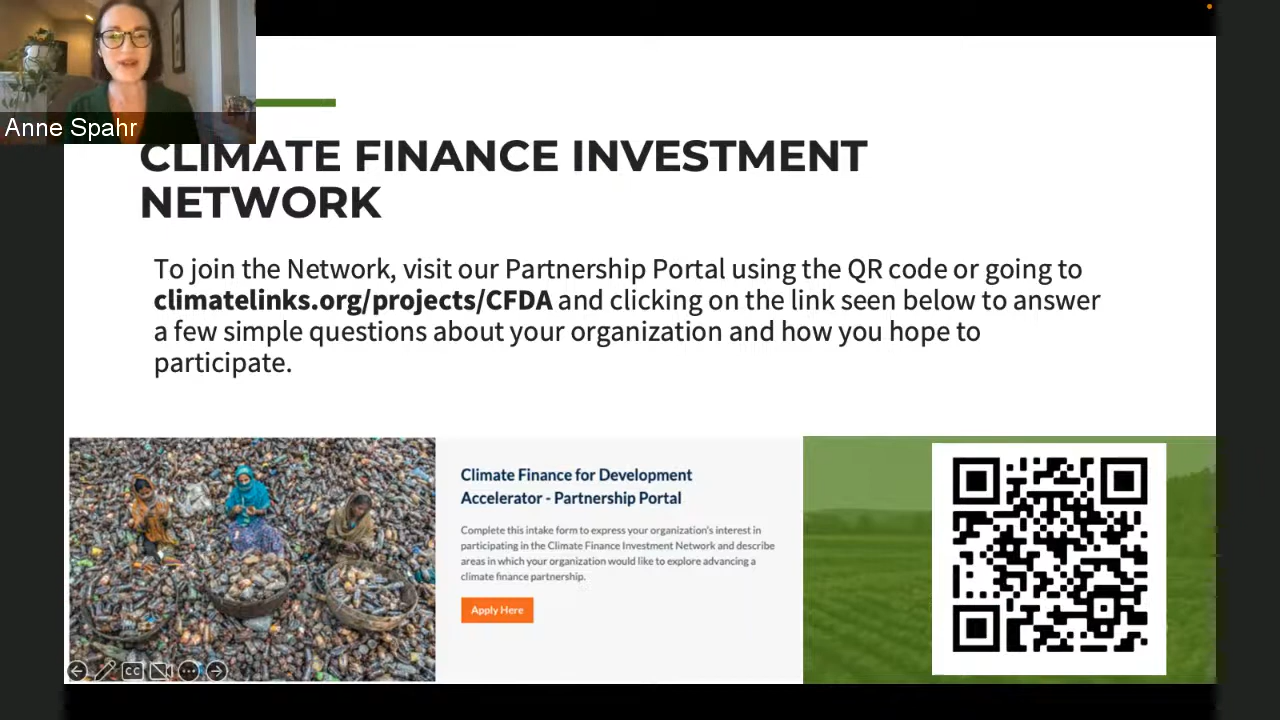 Anne Spahr
CLIMATE FINANCE INVESTMENT
NETWORK
To join the Network, visit our Partnership Portal using the QR code or going to
climatelinks.org/projects/CFDA and clicking on the link seen below to answer
a few simple questions about your organization and how you hope to
participate.
Climate Finance for Development
Accelerator - Partnership Portal
Complete this intake form to express your organization's interest in
participating in the Climate Finance Investment Network and describe
areas in which your organization would like to explore advancing a
climate finance partnership.
Apply Here
CC